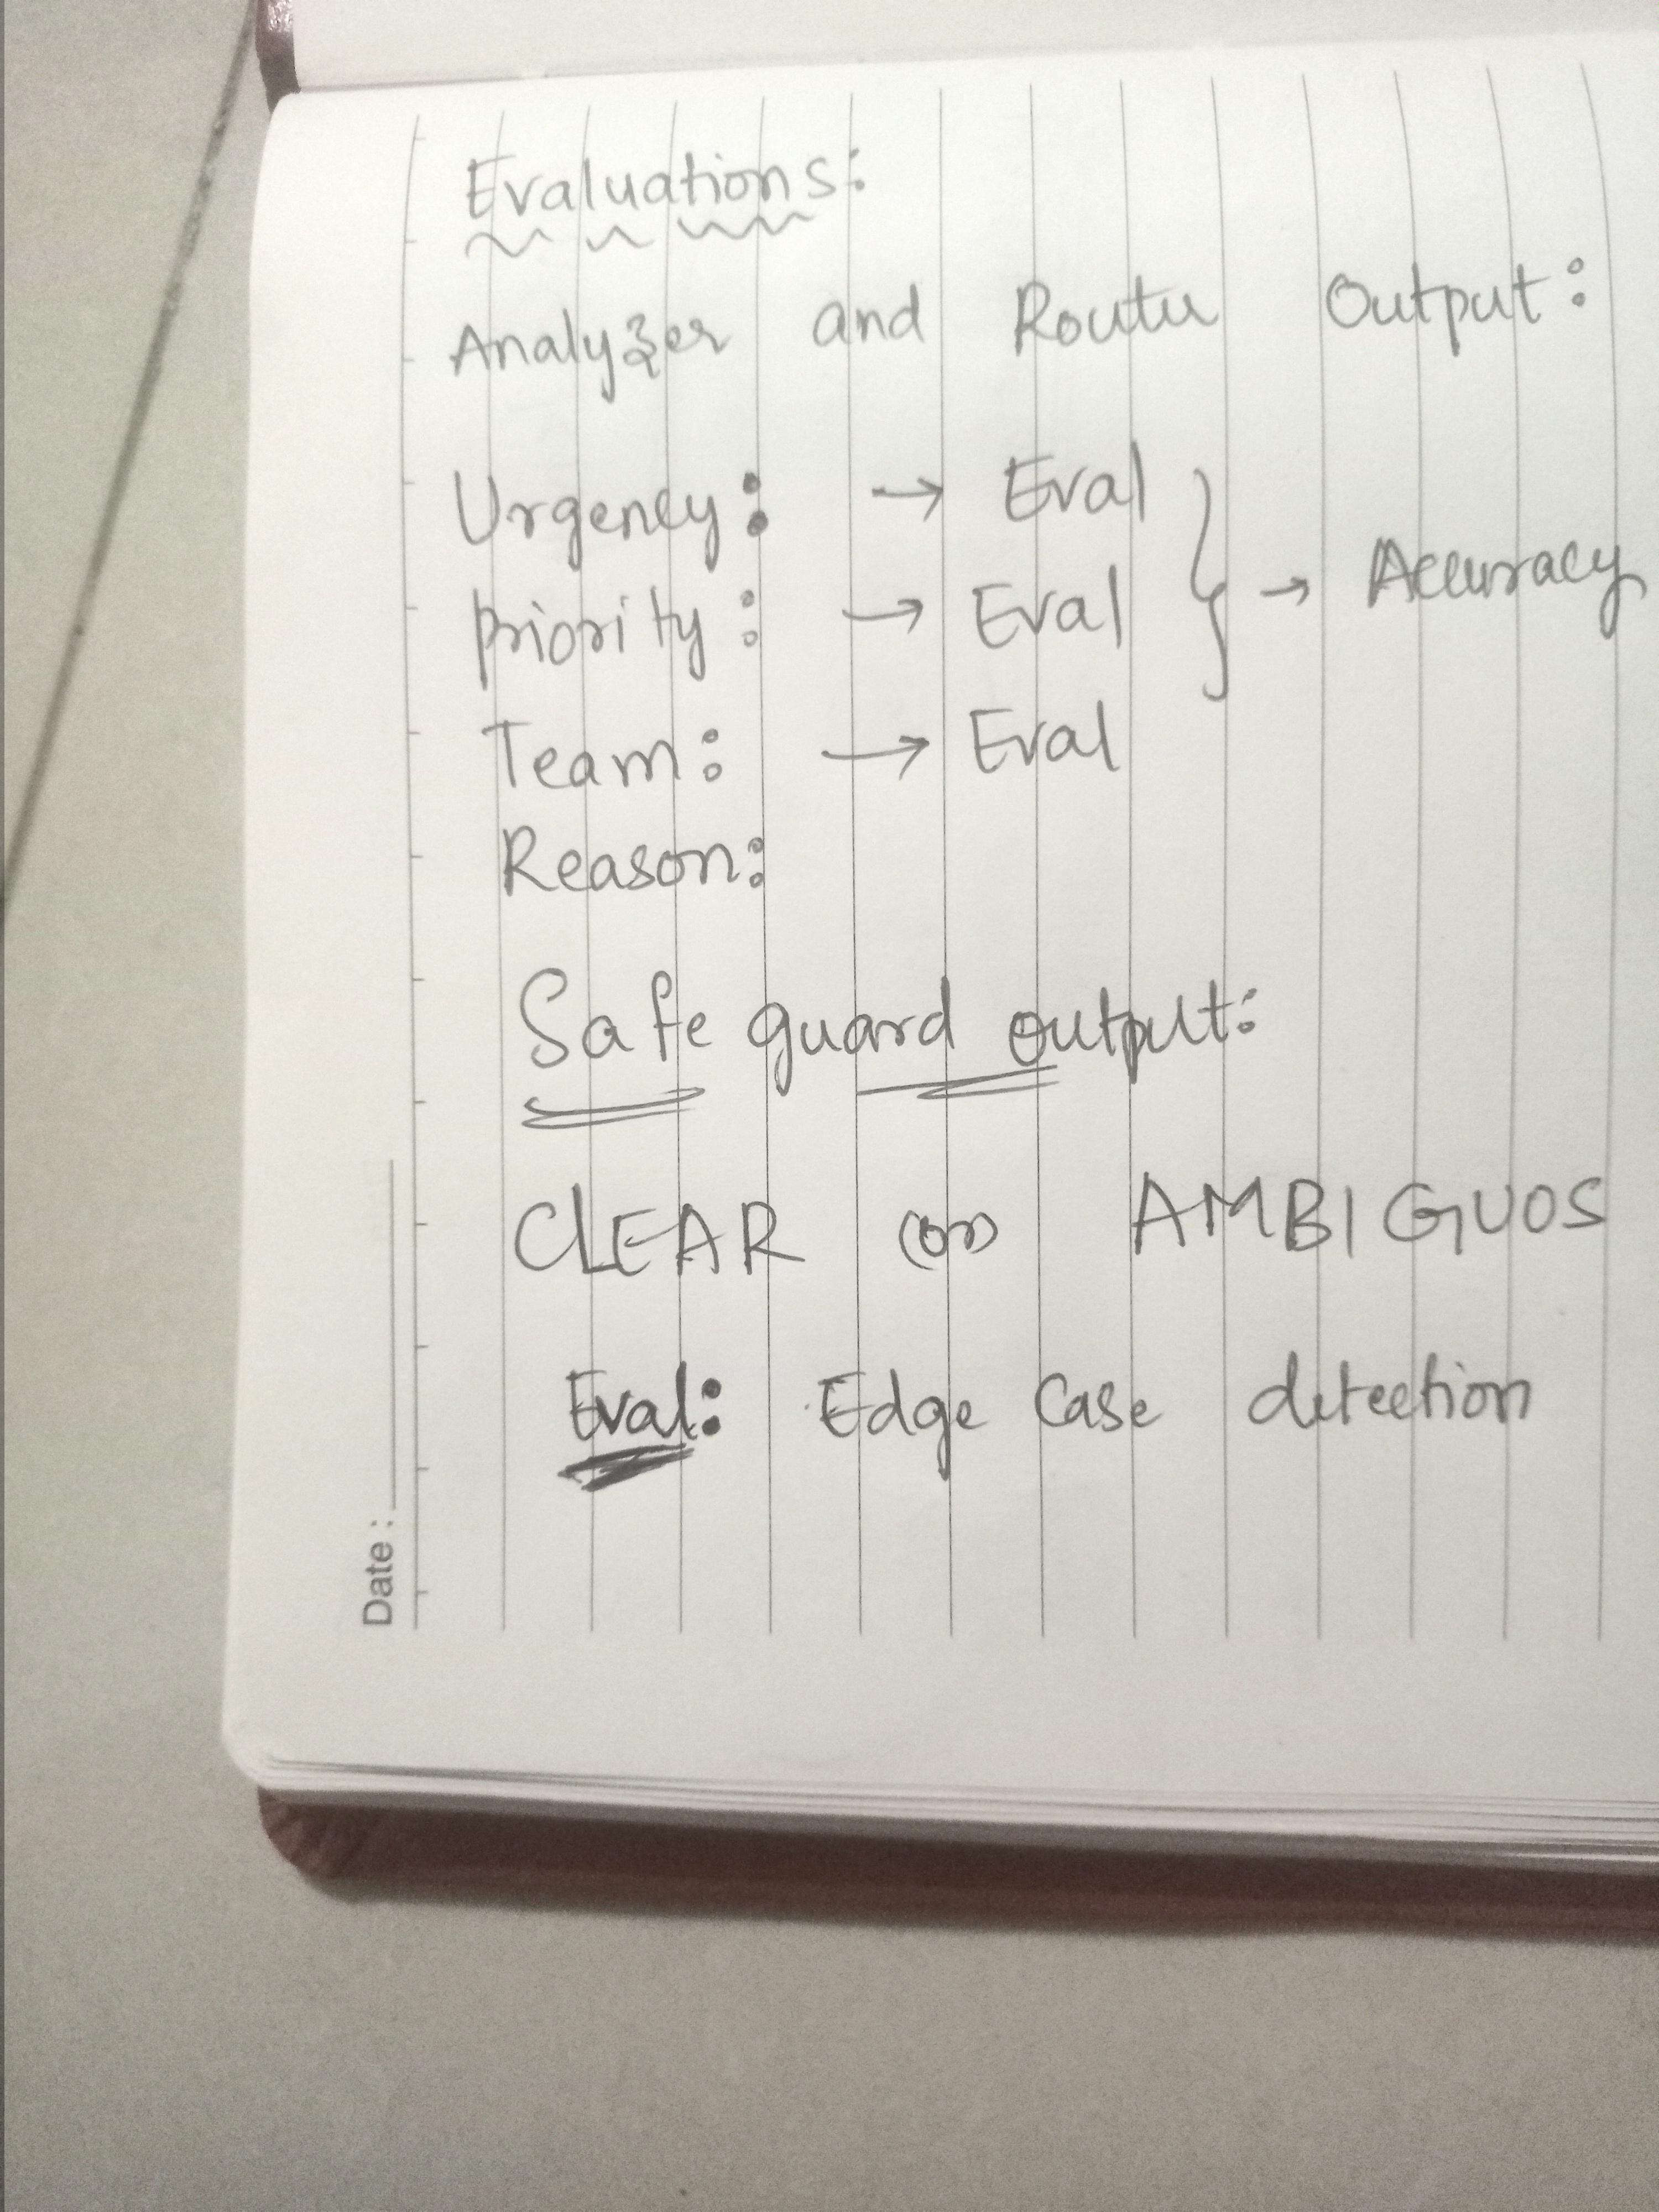 Evaluations:
Analyzer and Router Output:
Urgency: → Eval
Priority: → Eval } → Accuracy
Team: → Eval
Reason:
Safe guard output:
CLEAR (or) AMBIGUOS
Eval: Edge Case detection
Date :